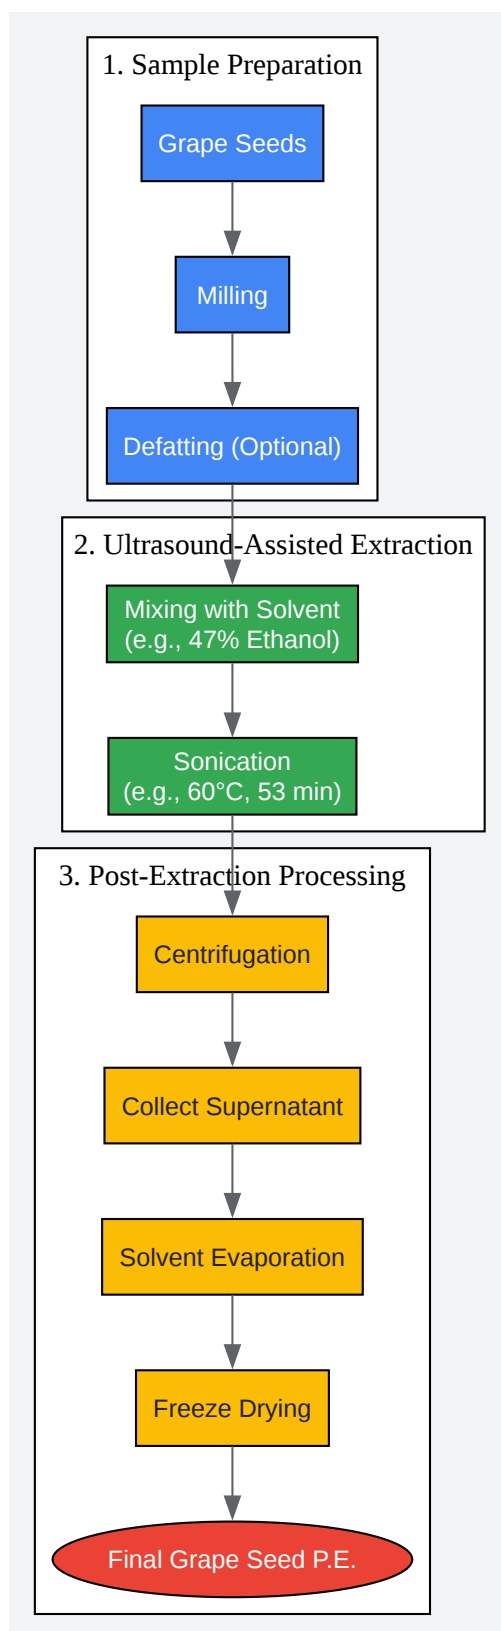 1. Sample Preparation
Grape Seeds
Milling
Defatting (Optional)
2. Ultrasound-Assisted Extraction
Mixing with Solvent
(e.g., 47% Ethanol)
Sonication
(e.g., 60°C, 53 min)
3. Post-Extraction Processing
Centrifugation
Collect Supernatant
Solvent Evaporation
Freeze Drying
Final Grape Seed P.E.